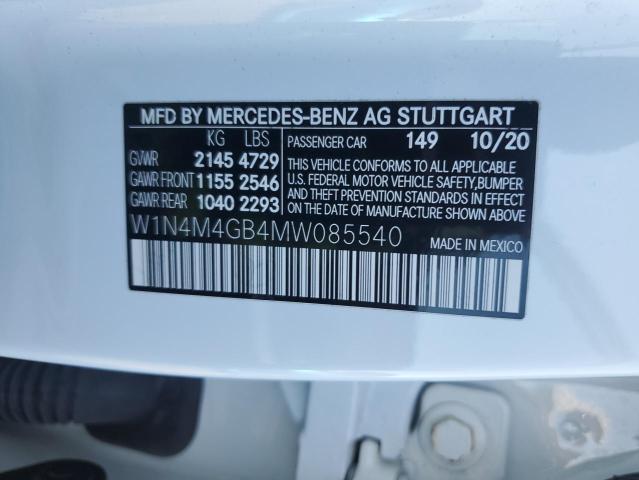 MFD BY MERCEDES-BENZ AG STUTTGART
KG LBS
GVWR 2145 4729
GAWR FRONT 1155 2546
GAWR REAR 1040 2293
PASSENGER CAR 149 10/20
THIS VEHICLE CONFORMS TO ALL APPLICABLE
U.S. FEDERAL MOTOR VEHICLE SAFETY, BUMPER
AND THEFT PREVENTION STANDARDS IN EFFECT
ON THE DATE OF MANUFACTURE SHOWN ABOVE.
W1N4M4GB4MW085540
MADE IN MEXICO